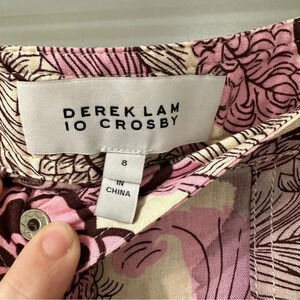 DEREK LAM
10 CROSBY
8
IN
CHINA